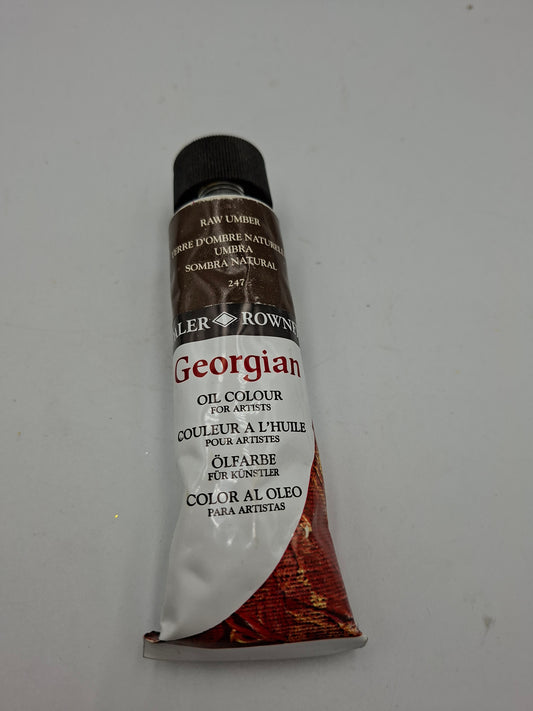 RAW UMBER
ERRE D'OMBRE NATURELL
UMBRA
SOMBRA NATURAL
247
ALER ROWNE
Georgian
OIL COLOUR
FOR ARTISTS
COULEUR A L'HUILE
POUR ARTISTES
ÖLFARBE
FÜR KÜNSTLER
COLOR AL OLEO
PARA ARTISTAS